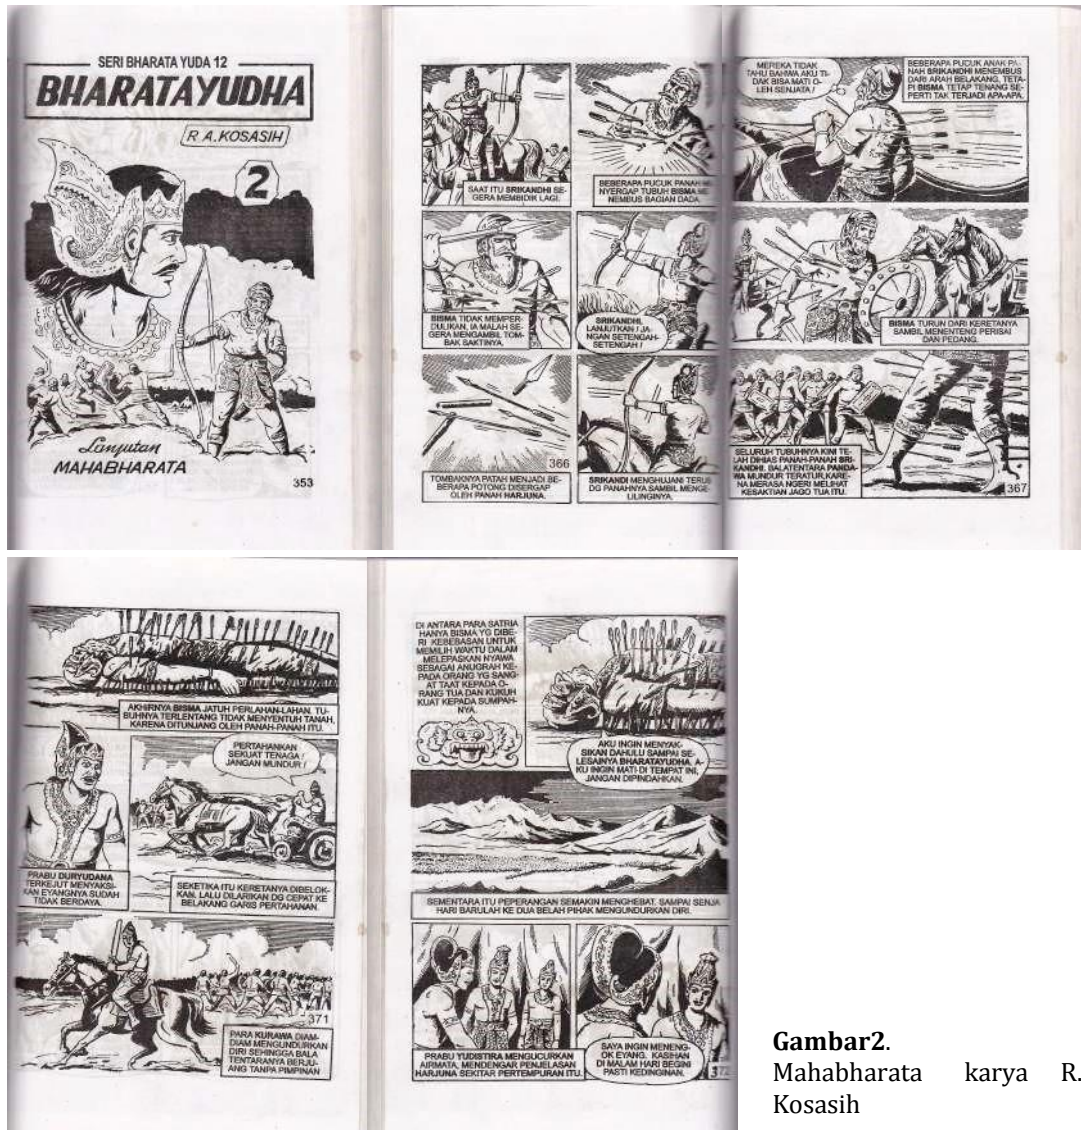 SERI BHARATA YUDA 12
BHARATAYUDHA
R A. KOSASIH
2
Lanjutan
MAHABHARATA
353
SAAT ITU SRIKANDHI SE-
GERA MEMBIDIK LAGI.
BEBERAPA PUCUK PANAH
NYERGAP TUBUH BISMA
NEMBUS BAGIAN DADA.
BISMA TIDAK MEMPER-
DULIKAN, IA MALAH SE-
GERA MENGAMBIL TOM-
BAK SAKTINYA.
SRIKANDHI,
LANJUTKAN ! JA-
NGAN SETENGAH-
SETENGAH !
366
TOMBAKNYA PATAH MENJADI BE-
BERAPA POTONG DISERGAP
OLEH PANAH HARJUNA.
SRIKANDI MENGHUJANI TERUS
DG PANAHNYA SAMBIL MENGE-
LILINGINYA.
MEREKA TIDAK
TAHU BAHWA AKU TI-
DAK BISA MATI O-
LEH SENJATA !
BEBERAPA PUCUK ANAK PA-
NAH SRIKANDHI MENEMBUS
DARI ARAH BELAKANG, TETA-
PI BISMA TETAP TENANG SE-
PERTI TAK TERJADI APA-APA.
BISMA TURUN DARI KERETANYA
SAMBIL MENENTENG PERISAI
DAN PEDANG.
SELURUH TUBUHNYA KINI TE-
LAH DIHIAS PANAH-PANAH SRI-
KANDHI. BALATENTARA PANDA-
WA MUNDUR TERATUR, KARE-
NA MERASA NGERI MELIHAT
KESAKTIAN JAGO TUA ITU.
367
AKHIRNYA BISMA JATUH PERLAHAN-LAHAN. TU-
BUHNYA TERLENTANG TIDAK MENYENTUH TANAH,
KARENA DITUNJANG OLEH PANAH-PANAH ITU.
PRABU DURYUDANA
TERKEJUT MENYAKSI-
KAN EYANGNYA SUDAH
TIDAK BERDAYA.
PERTAHANKAN
SEKUAT TENAGA !
JANGAN MUNDUR !
SEKETIKA ITU KERETANYA DIBELOK-
KAN, LALU DILARIKAN DG CEPAT KE
BELAKANG GARIS PERTAHANAN.
371
PARA KURAWA DIAM-
DIAM MENGUNDURKAN
DIRI SEHINGGA BALA
TENTARANYA BERJU-
ANG TANPA PIMPINAN
DI ANTARA PARA SATRIA
HANYA BISMA YG DIBE-
RI KEBEBASAN UNTUK
MEMILIH WAKTU DALAM
MELEPASKAN NYAWA
SEBAGAI ANUGRAH KE-
PADA ORANG YG SANG-
AT TAAT KEPADA O-
RANG TUA DAN KUKUH
KUAT KEPADA SUMPAH-
NYA.
AKU INGIN MENYAK-
SIKAN DAHULU SAMPAI SE-
LESAINYA BHARATAYUDHA. A-
KU INGIN MATI DI TEMPAT INI,
JANGAN DIPINDAHKAN.
SEMENTARA ITU PEPERANGAN SEMAKIN MENGHEBAT. SAMPAI SENJA
HARI BARULAH KE DUA BELAH PIHAK MENGUNDURKAN DIRI.
PRABU YUDISTIRA MENGUCURKAN
AIRMATA, MENDENGAR PENJELASAN
HARJUNA SEKITAR PERTEMPURAN ITU.
SAYA INGIN MENENG-
OK EYANG. KASIHAN
DI MALAM HARI BEGINI
PASTI KEDINGINAN.
372
Gambar2.
Mahabharata karya R.
Kosasih